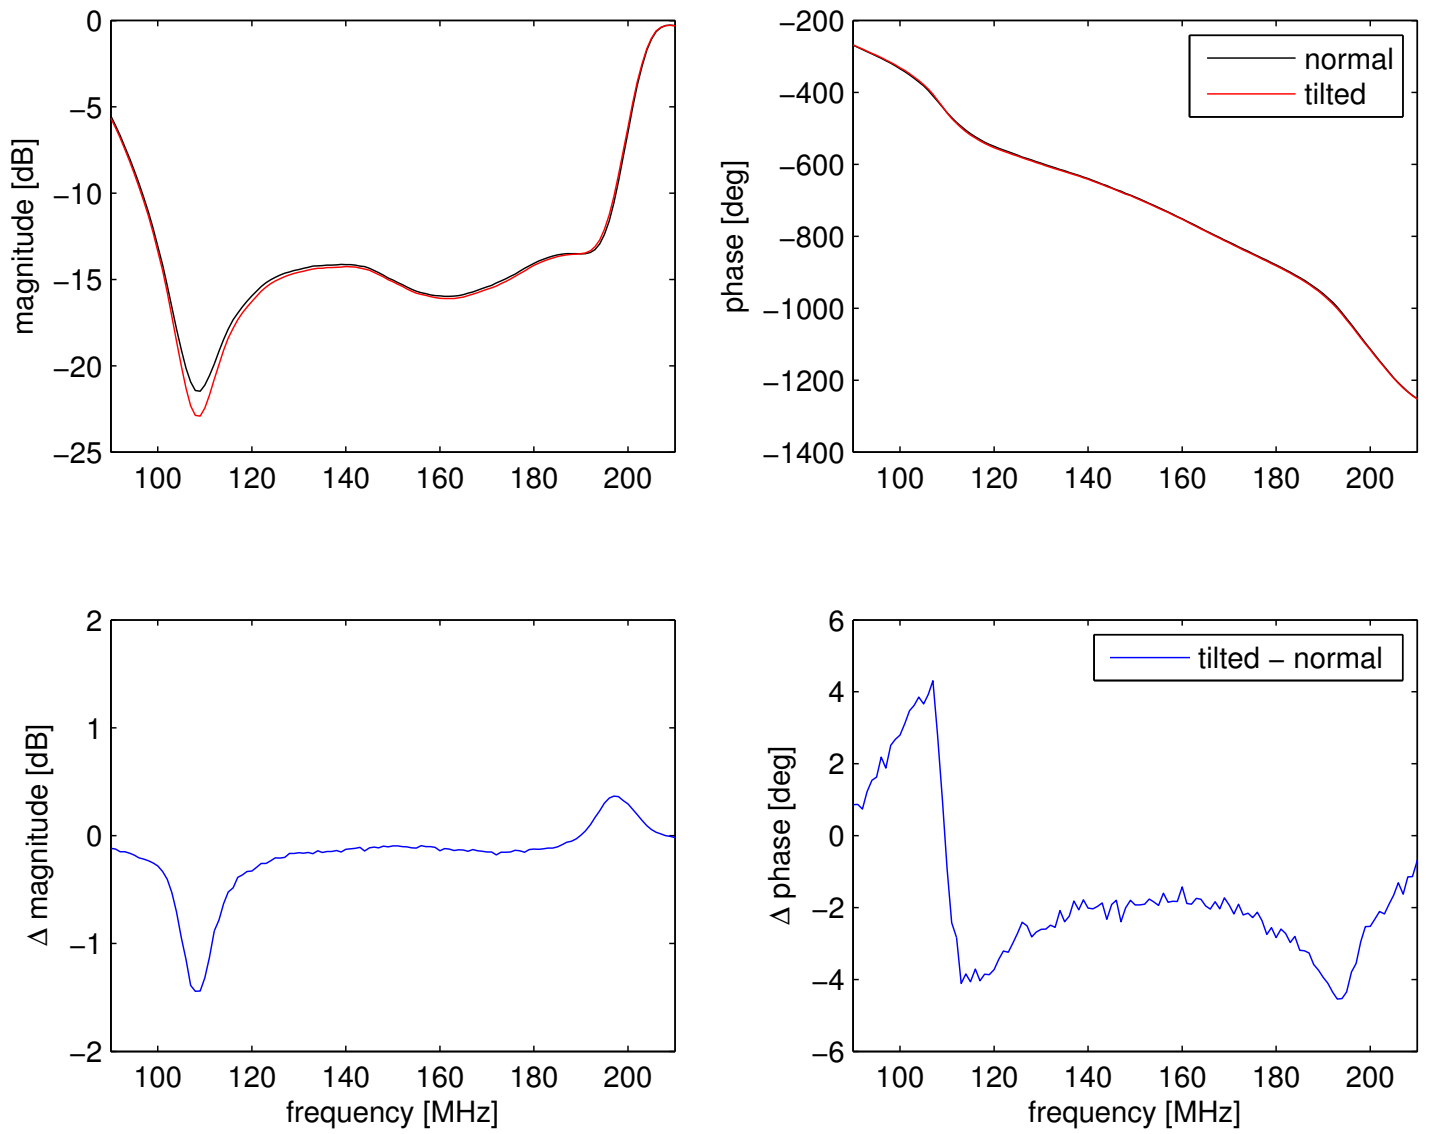 0
−5
−10
−15
−20
−25
magnitude [dB]
100 120 140 160 180 200
−200
−400
−600
−800
−1000
−1200
−1400
phase [deg]
normal
tilted
100 120 140 160 180 200
2
1
0
−1
−2
Δ magnitude [dB]
100 120 140 160 180 200
frequency [MHz]
6
4
2
0
−2
−4
−6
Δ phase [deg]
tilted − normal
100 120 140 160 180 200
frequency [MHz]